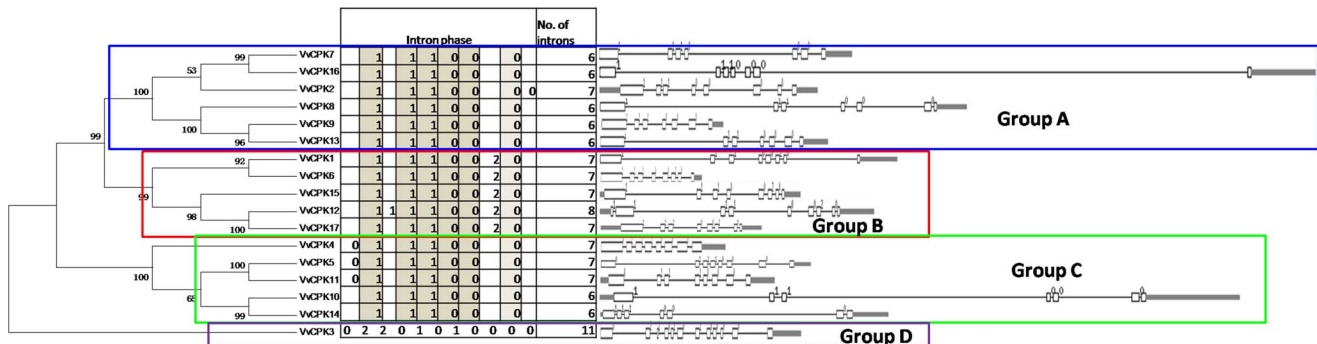 Intron phase No. of introns
99 VvCPK7 1 1 1 0 0 0 6
53 VvCPK16 1 1 1 0 0 0 6
VvCPK2 1 1 1 0 0 0 0 7
100 VvCPK8 1 1 1 0 0 0 6
Group A
100 VvCPK9 1 1 1 0 0 0 6
96 VvCPK13 1 1 1 0 0 0 6
99
92 VvCPK1 1 1 1 0 0 2 0 7
VvCPK6 1 1 1 0 0 2 0 7
99 VvCPK15 1 1 1 0 0 2 0 7
98 VvCPK12 1 1 1 1 0 0 2 0 8
100 VvCPK17 1 1 1 0 0 2 0 7
Group B
VvCPK4 0 1 1 1 0 0 0 7
100 VvCPK5 0 1 1 1 0 0 0 7
100 VvCPK11 0 1 1 1 0 0 0 7
Group C
VvCPK10 1 1 1 0 0 0 6
99 VvCPK14 1 1 1 0 0 0 6
VvCPK3 0 2 2 0 1 0 1 0 0 0 0 11
Group D